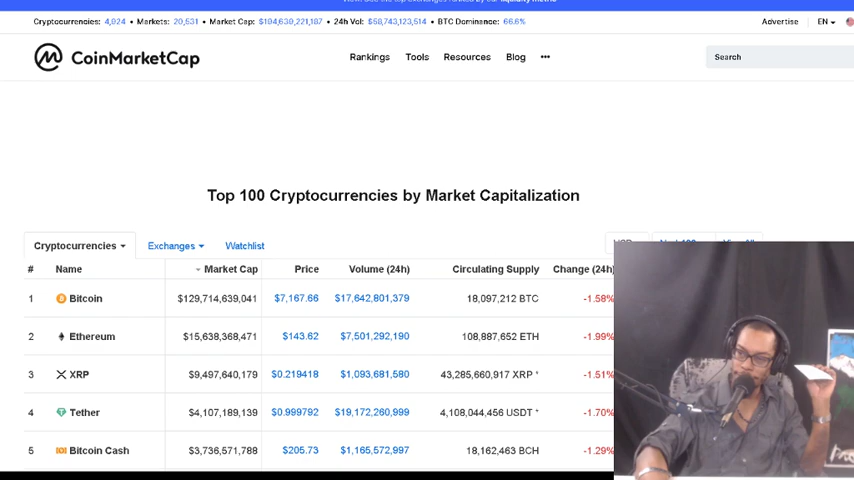 Cryptocurrencies: 4,924 • Markets: 20,531 • Market Cap: $194,639,221,187 • 24h Vol: $58,743,123,514 • BTC Dominance: 66.6%
Advertise EN
CoinMarketCap Rankings Tools Resources Blog ••• Search
Top 100 Cryptocurrencies by Market Capitalization
Cryptocurrencies Exchanges Watchlist
# Name Market Cap Price Volume (24h) Circulating Supply Change (24h)
1 Bitcoin $129,714,639,041 $7,167.66 $17,642,801,379 18,097,212 BTC -1.58%
2 Ethereum $15,638,368,471 $143.62 $7,501,292,190 108,887,652 ETH -1.99%
3 XRP $9,497,640,179 $0.219418 $1,093,681,580 43,285,660,917 XRP * -1.51%
4 Tether $4,107,189,139 $0.999792 $19,172,260,999 4,108,044,456 USDT * -1.70%
5 Bitcoin Cash $3,736,571,788 $205.73 $1,165,572,997 18,162,463 BCH -1.29%